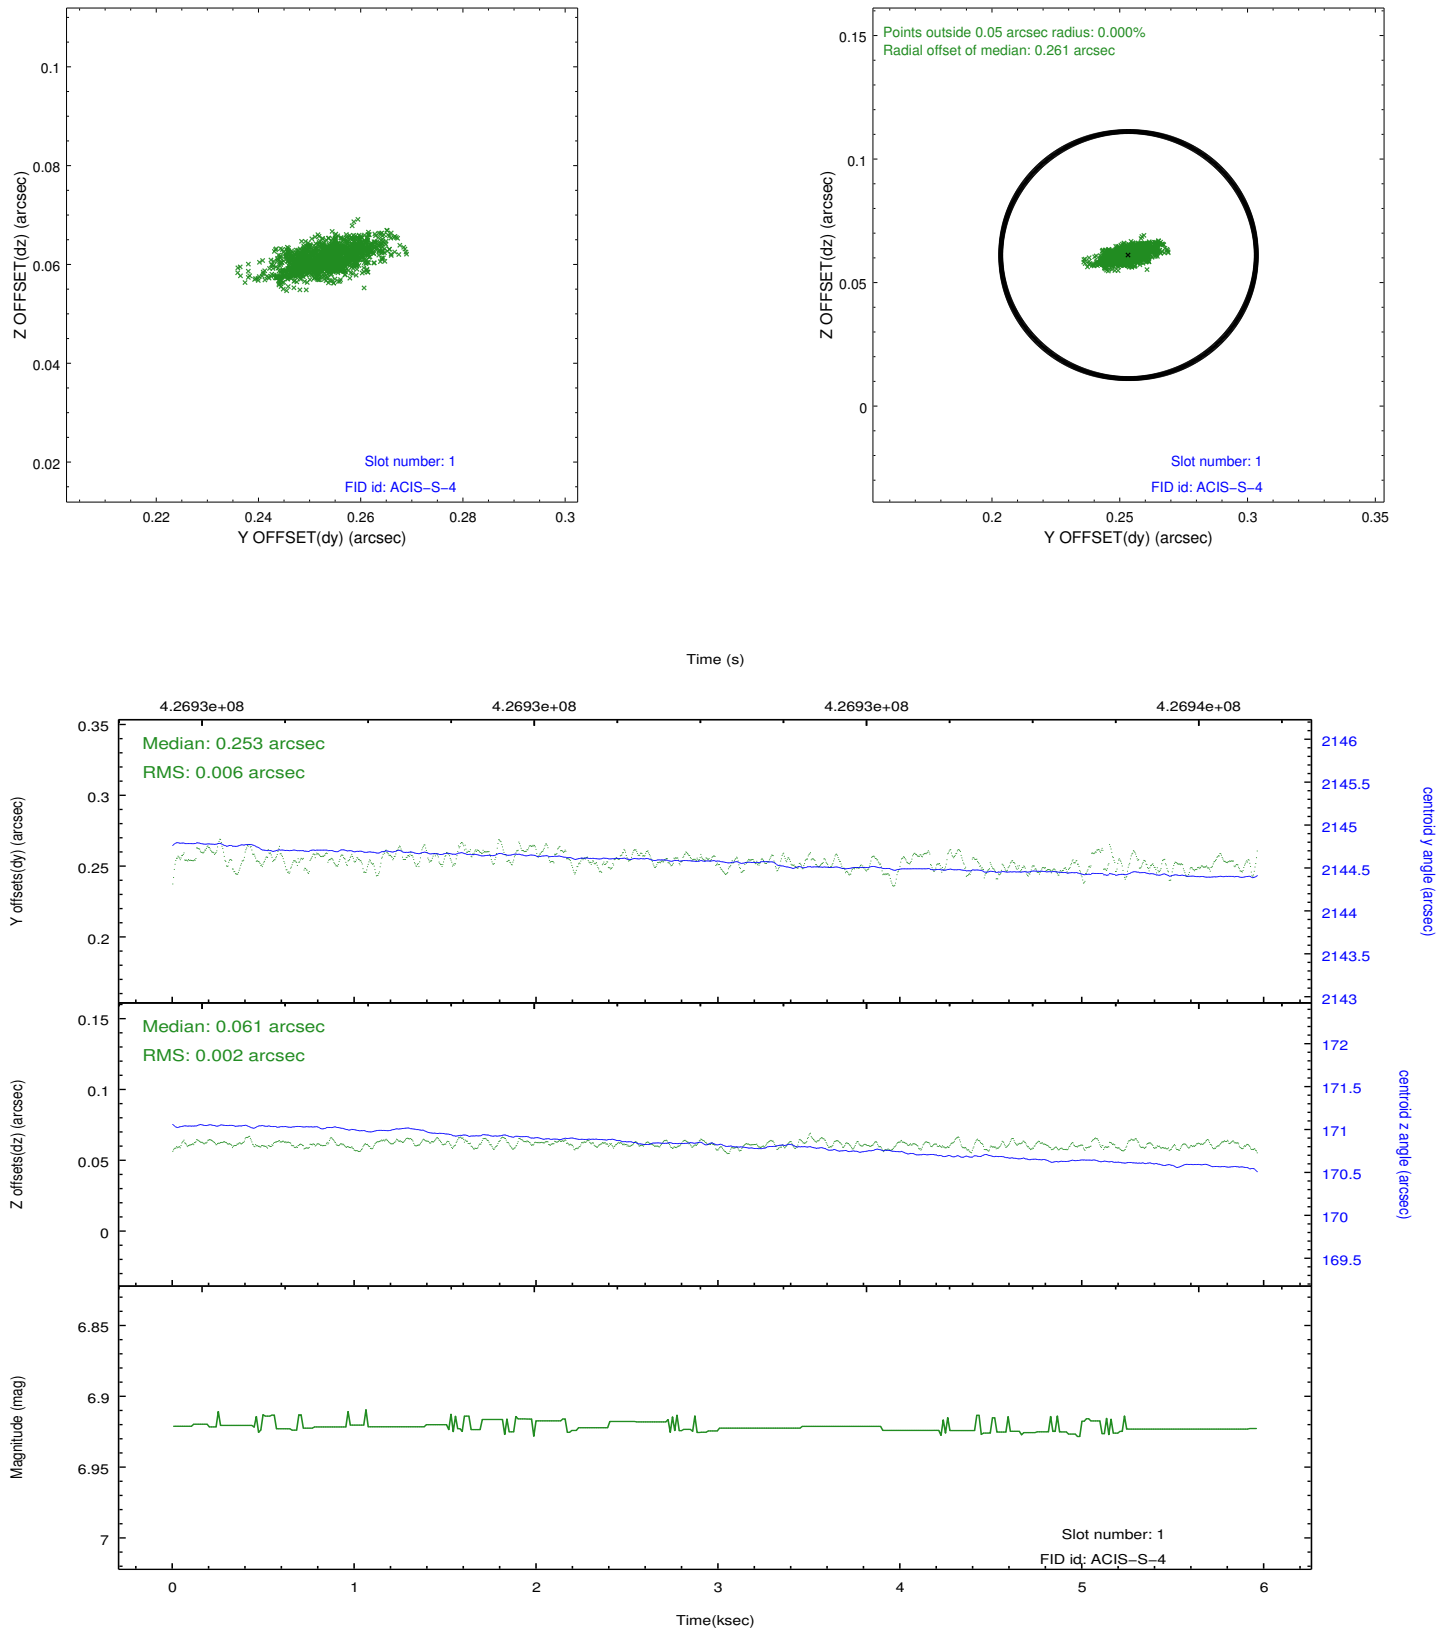 0.1
0.08
0.06
0.04
0.02
Z OFFSET(dz) (arcsec)
Slot number: 1
FID id: ACIS−S−4
0.22 0.24 0.26 0.28 0.3
Y OFFSET(dy) (arcsec)
Points outside 0.05 arcsec radius: 0.000%
Radial offset of median: 0.261 arcsec
0.15
0.1
0.05
0
Z OFFSET(dz) (arcsec)
Slot number: 1
FID id: ACIS−S−4
0.2 0.25 0.3 0.35
Y OFFSET(dy) (arcsec)
Time (s)
4.2693e+08 4.2693e+08 4.2693e+08 4.2694e+08
Median: 0.253 arcsec
RMS: 0.006 arcsec
0.35
0.3
0.25
0.2
Y offsets(dy) (arcsec)
2146
2145.5
2145
2144.5
2144
2143.5
2143
centroid y angle (arcsec)
Median: 0.061 arcsec
RMS: 0.002 arcsec
0.15
0.1
0.05
0
Z offsets(dz) (arcsec)
172
171.5
171
170.5
170
169.5
centroid z angle (arcsec)
6.85
6.9
6.95
7
Magnitude (mag)
Slot number: 1
FID id: ACIS−S−4
0 1 2 3 4 5 6
Time(ksec)